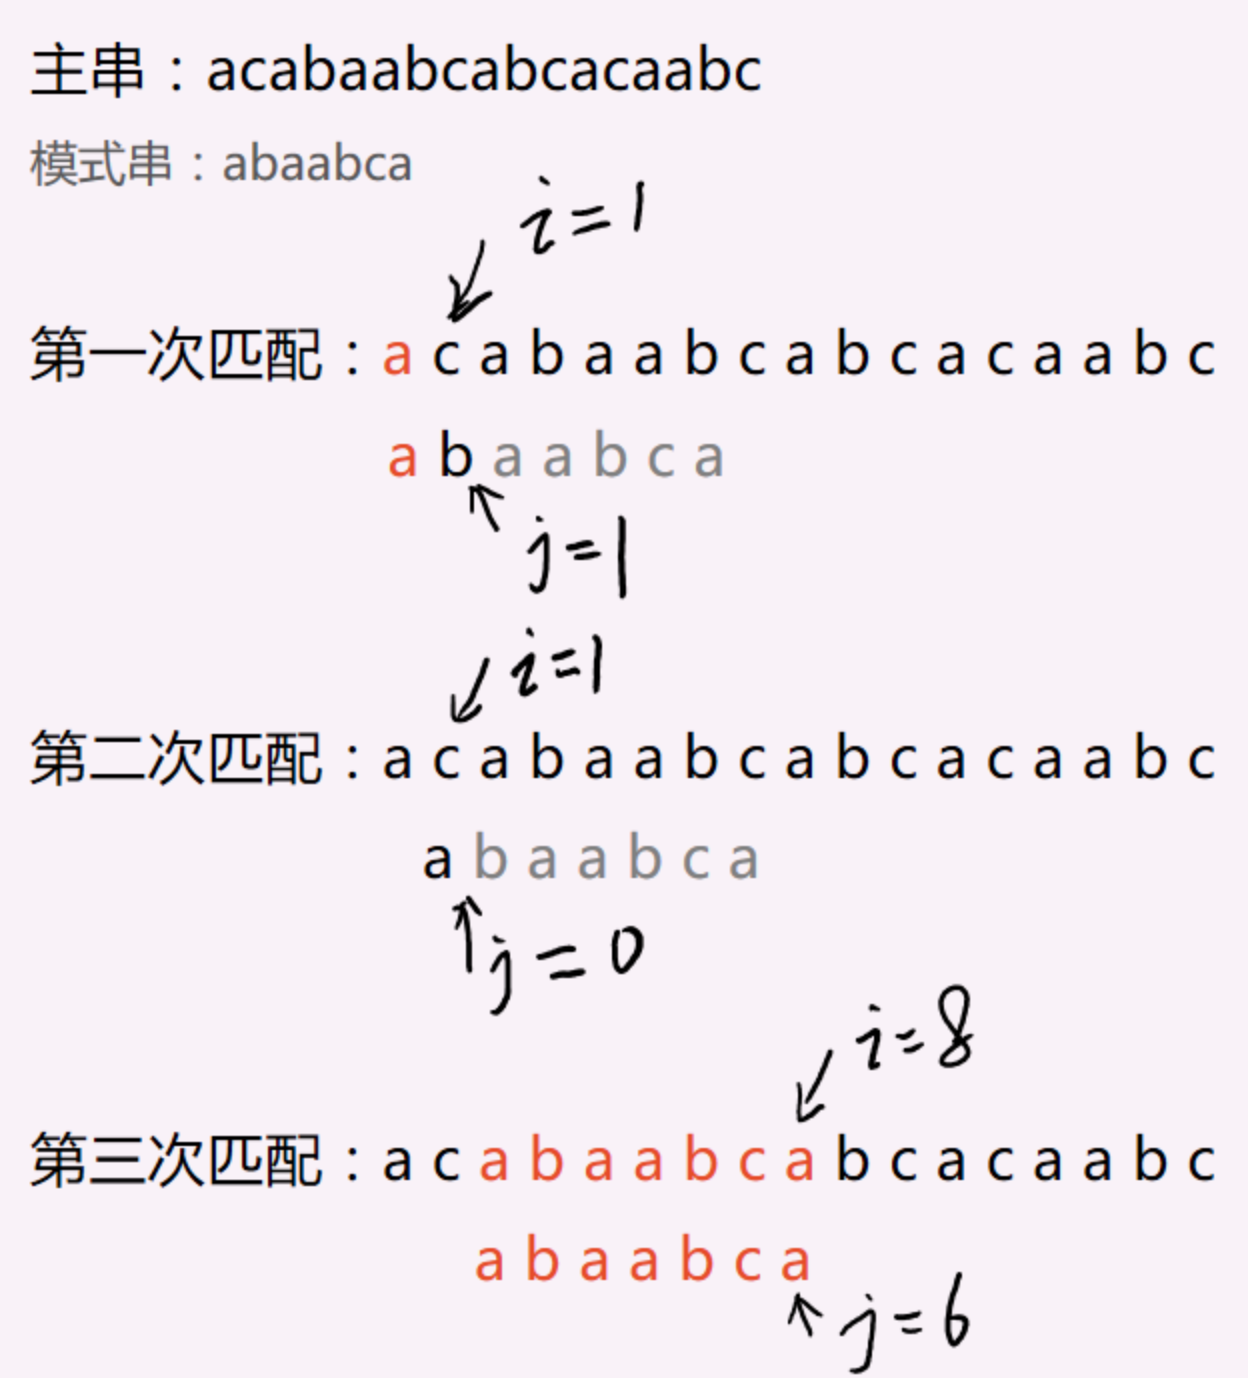 主串：acabaabcabcacaabc
模式串：abaabca
i=1
第一次匹配：a c a b a a b c a b c a c a a b c
a b a a b c a
j=1
i=1
第二次匹配：a c a b a a b c a b c a c a a b c
a b a a b c a
j=0
i=8
第三次匹配：a c a b a a b c a b c a c a a b c
a b a a b c a
j=6